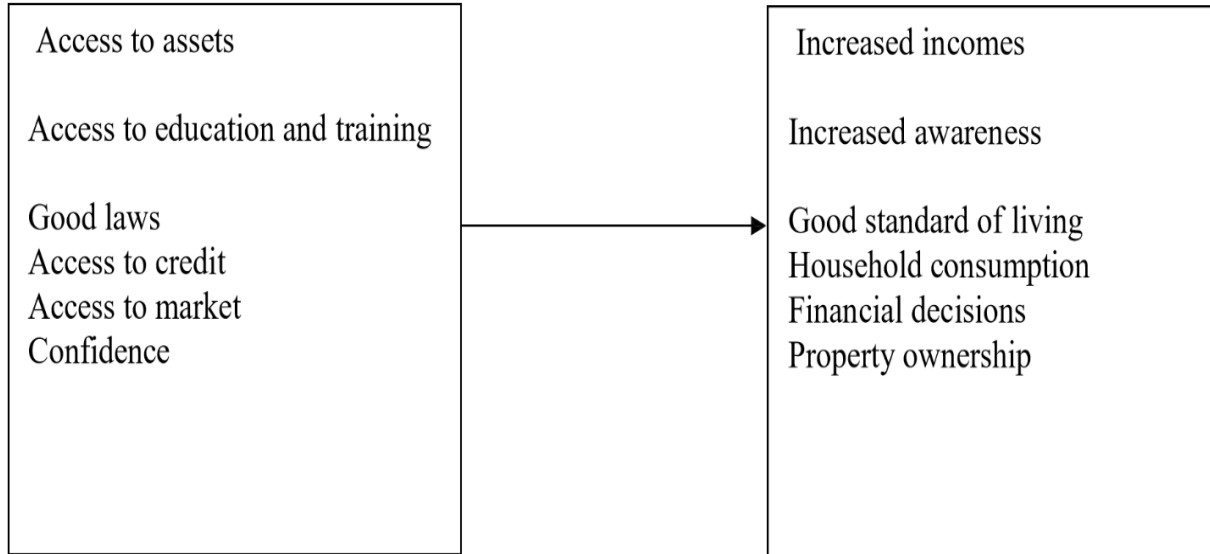 Access to assets
Access to education and training
Good laws
Access to credit
Access to market
Confidence
Increased incomes
Increased awareness
Good standard of living
Household consumption
Financial decisions
Property ownership